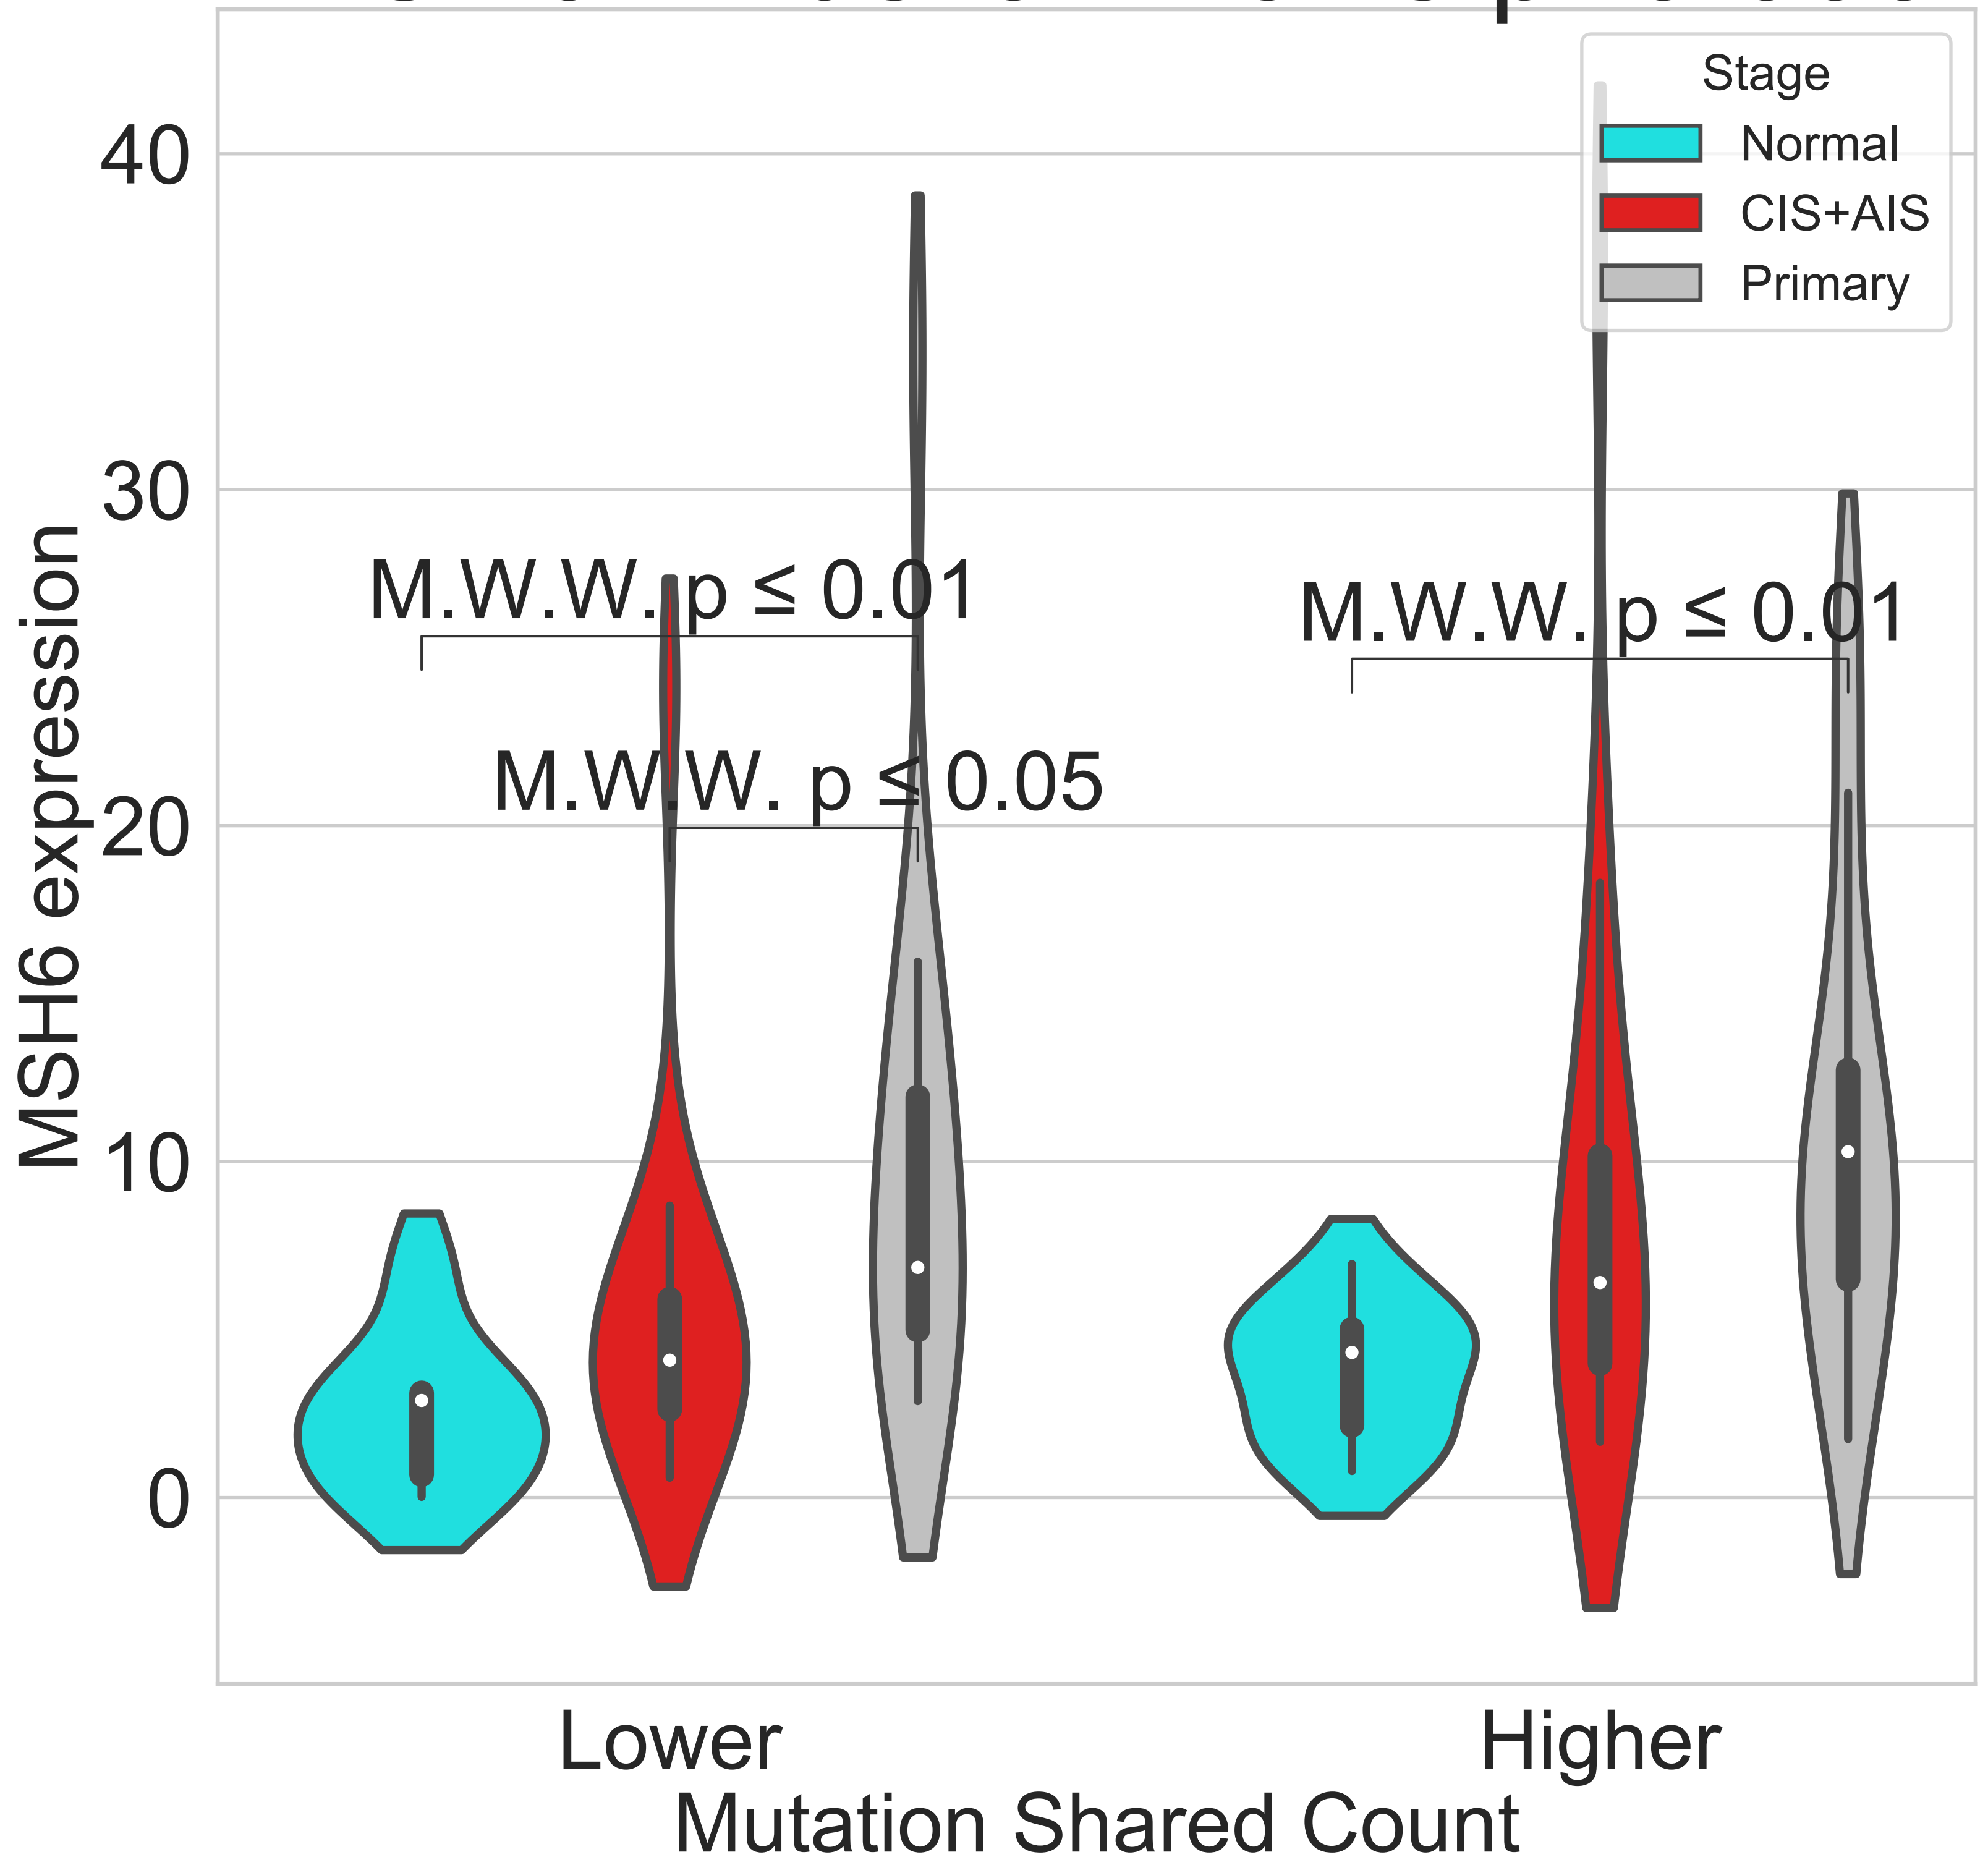 Stage
Normal
CIS+AIS
Primary
40
30
20
10
0
MSH6 expression
M.W.W. p ≤ 0.01
M.W.W. p ≤ 0.01
M.W.W. p ≤ 0.05
Lower
Higher
Mutation Shared Count